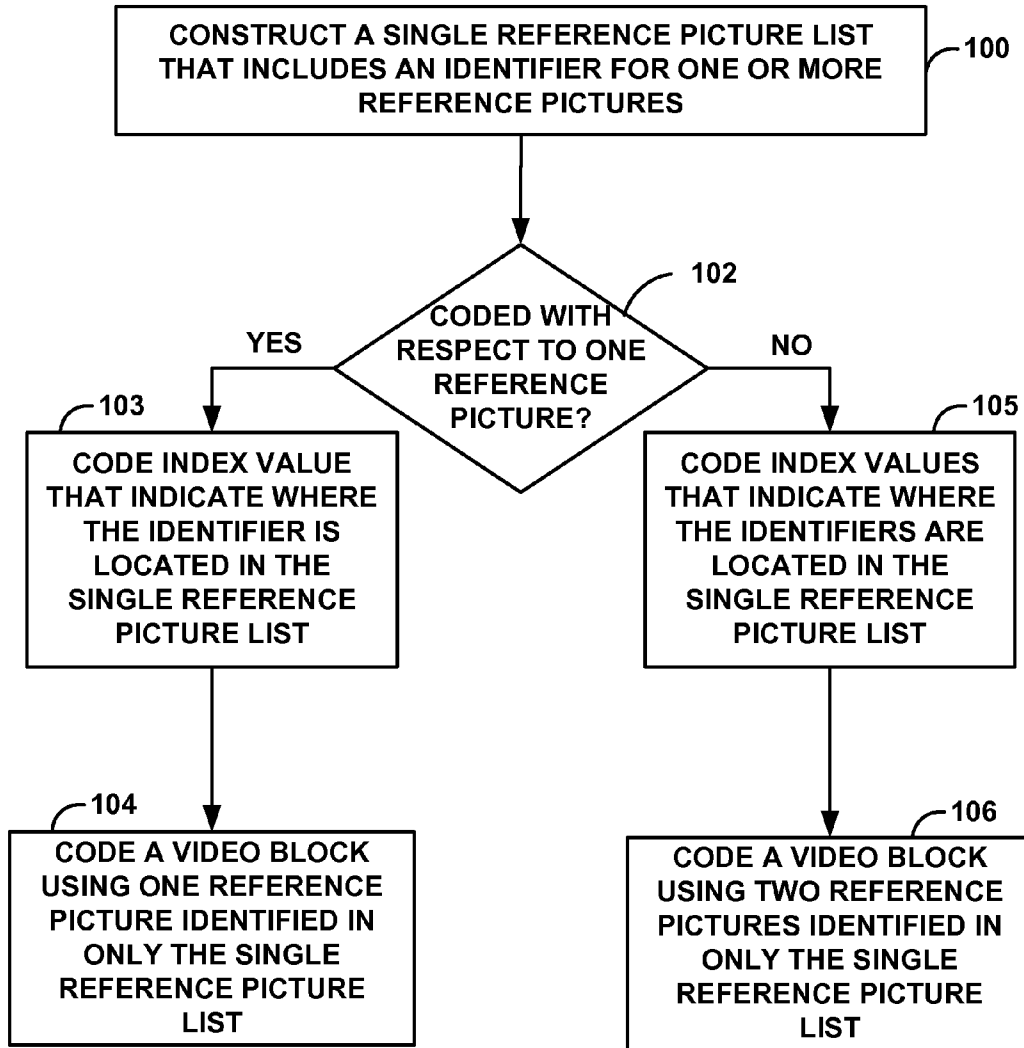 CONSTRUCT A SINGLE REFERENCE PICTURE LIST
THAT INCLUDES AN IDENTIFIER FOR ONE OR MORE
REFERENCE PICTURES
100
102
CODED WITH
RESPECT TO ONE
REFERENCE
PICTURE?
YES
NO
103
CODE INDEX VALUE
THAT INDICATE WHERE
THE IDENTIFIER IS
LOCATED IN THE
SINGLE REFERENCE
PICTURE LIST
105
CODE INDEX VALUES
THAT INDICATE WHERE
THE IDENTIFIERS ARE
LOCATED IN THE
SINGLE REFERENCE
PICTURE LIST
104
CODE A VIDEO BLOCK
USING ONE REFERENCE
PICTURE IDENTIFIED IN
ONLY THE SINGLE
REFERENCE PICTURE
LIST
106
CODE A VIDEO BLOCK
USING TWO REFERENCE
PICTURES IDENTIFIED IN
ONLY THE SINGLE
REFERENCE PICTURE
LIST